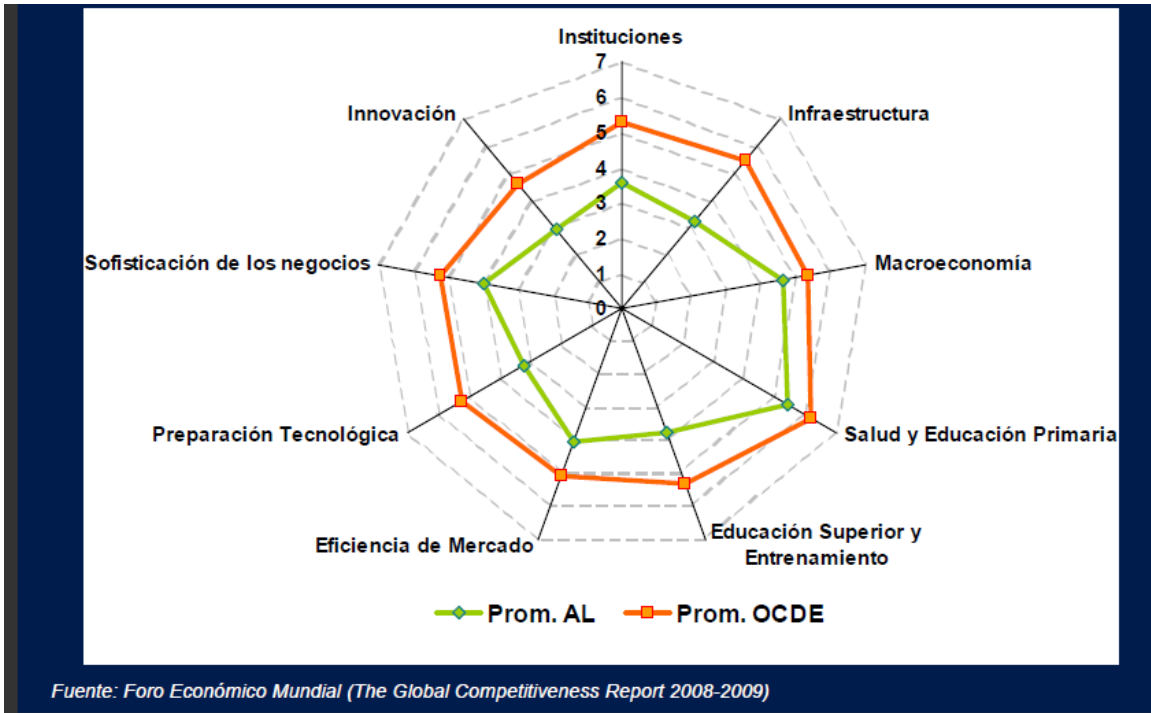 Instituciones
7
6
5
4
3
2
1
0
Innovación
Infraestructura
Sofisticación de los negocios
Macroeconomía
Preparación Tecnológica
Salud y Educación Primaria
Eficiencia de Mercado
Educación Superior y
Entrenamiento
Prom. AL
Prom. OCDE
Fuente: Foro Económico Mundial (The Global Competitiveness Report 2008-2009)